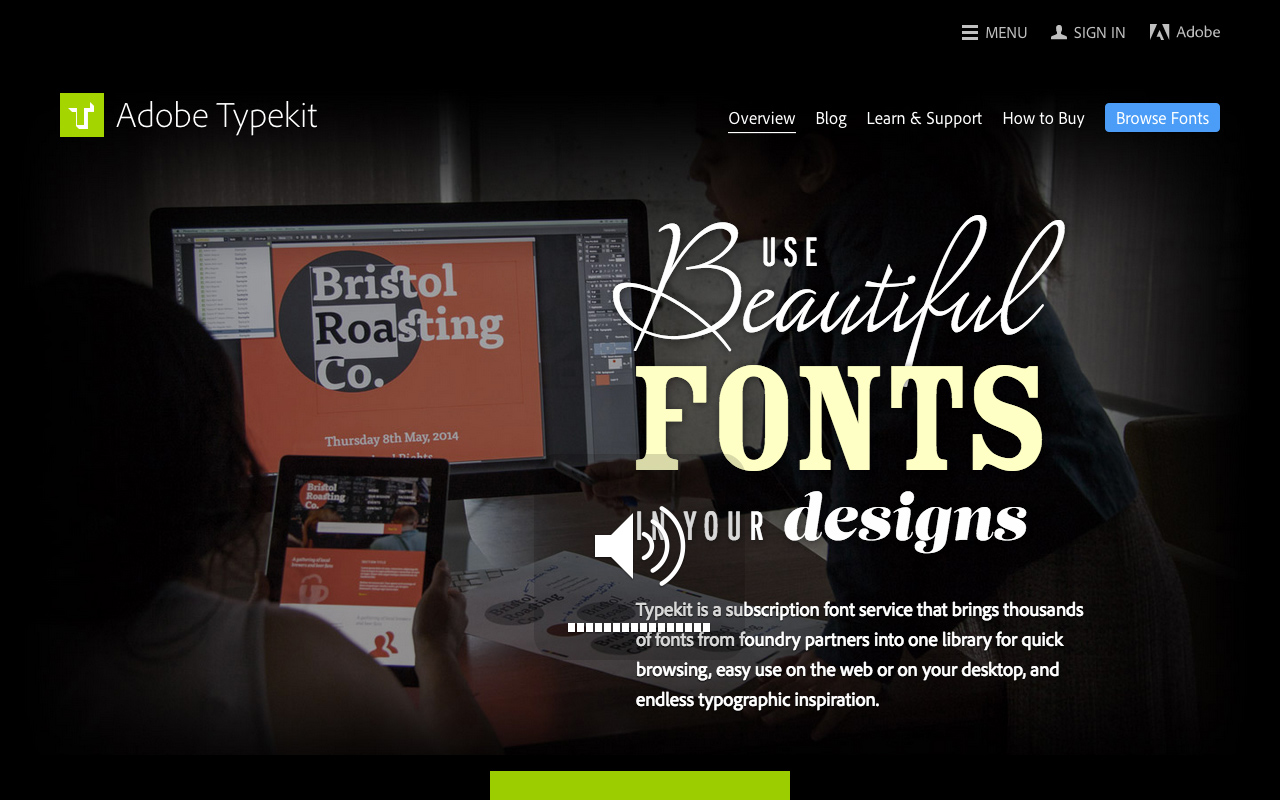 MENU SIGN IN Adobe
Adobe Typekit
Overview Blog Learn & Support How to Buy Browse Fonts
USE
Beautiful
FONTS
IN YOUR designs
Bristol
Roasting
Co.
Thursday 8th May, 2014
Bristol
Roasting
Co.
Typekit is a subscription font service that brings thousands
of fonts from foundry partners into one library for quick
browsing, easy use on the web or on your desktop, and
endless typographic inspiration.